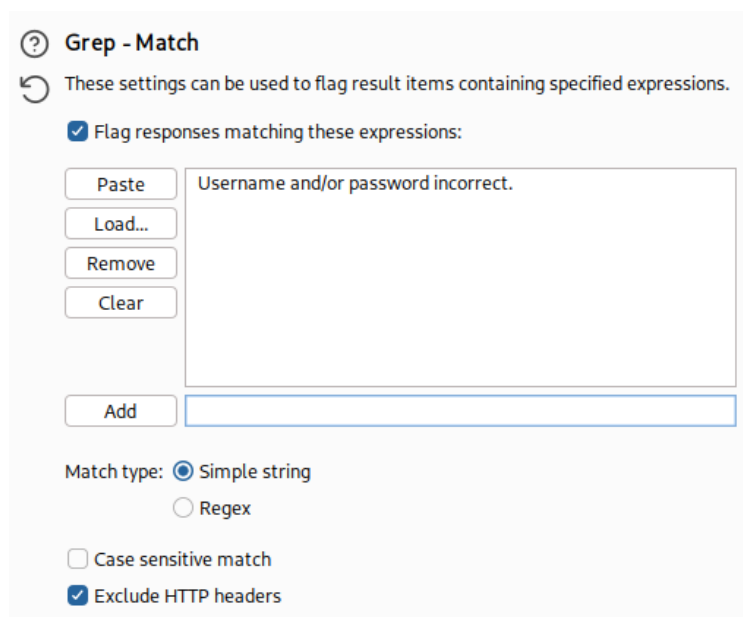 Grep - Match
These settings can be used to flag result items containing specified expressions.
Flag responses matching these expressions:
Paste
Username and/or password incorrect.
Load...
Remove
Clear
Add
Match type:
Simple string
Regex
Case sensitive match
Exclude HTTP headers